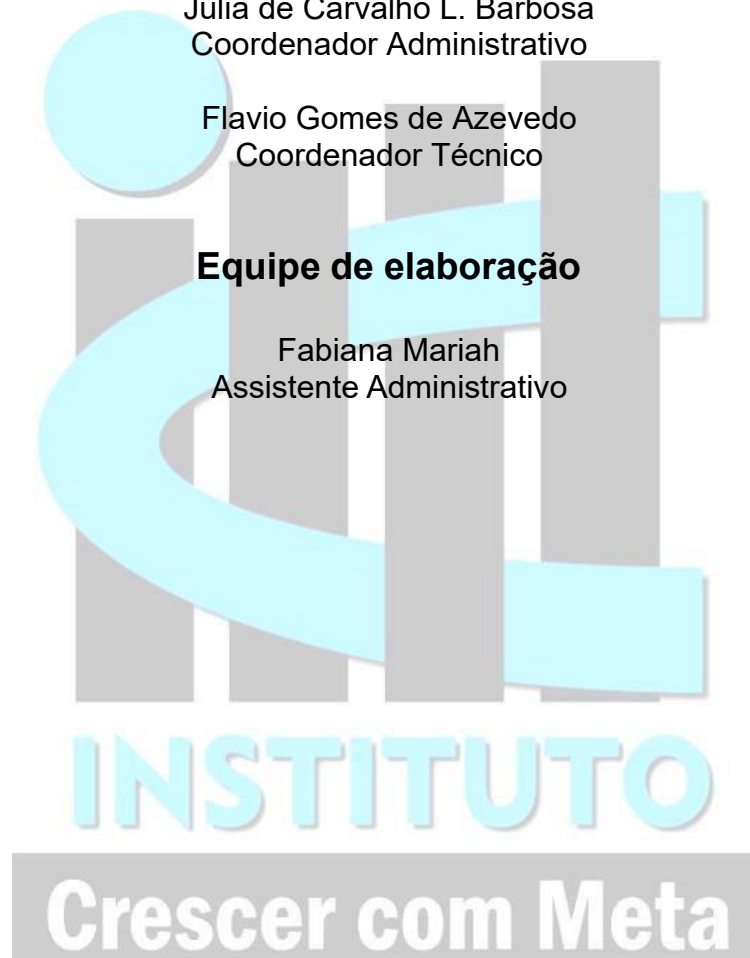 Julia de Carvalho L. Barbosa
Coordenador Administrativo
Flavio Gomes de Azevedo
Coordenador Técnico
Equipe de elaboração
Fabiana Mariah
Assistente Administrativo
INSTITUTO
Crescer com Meta